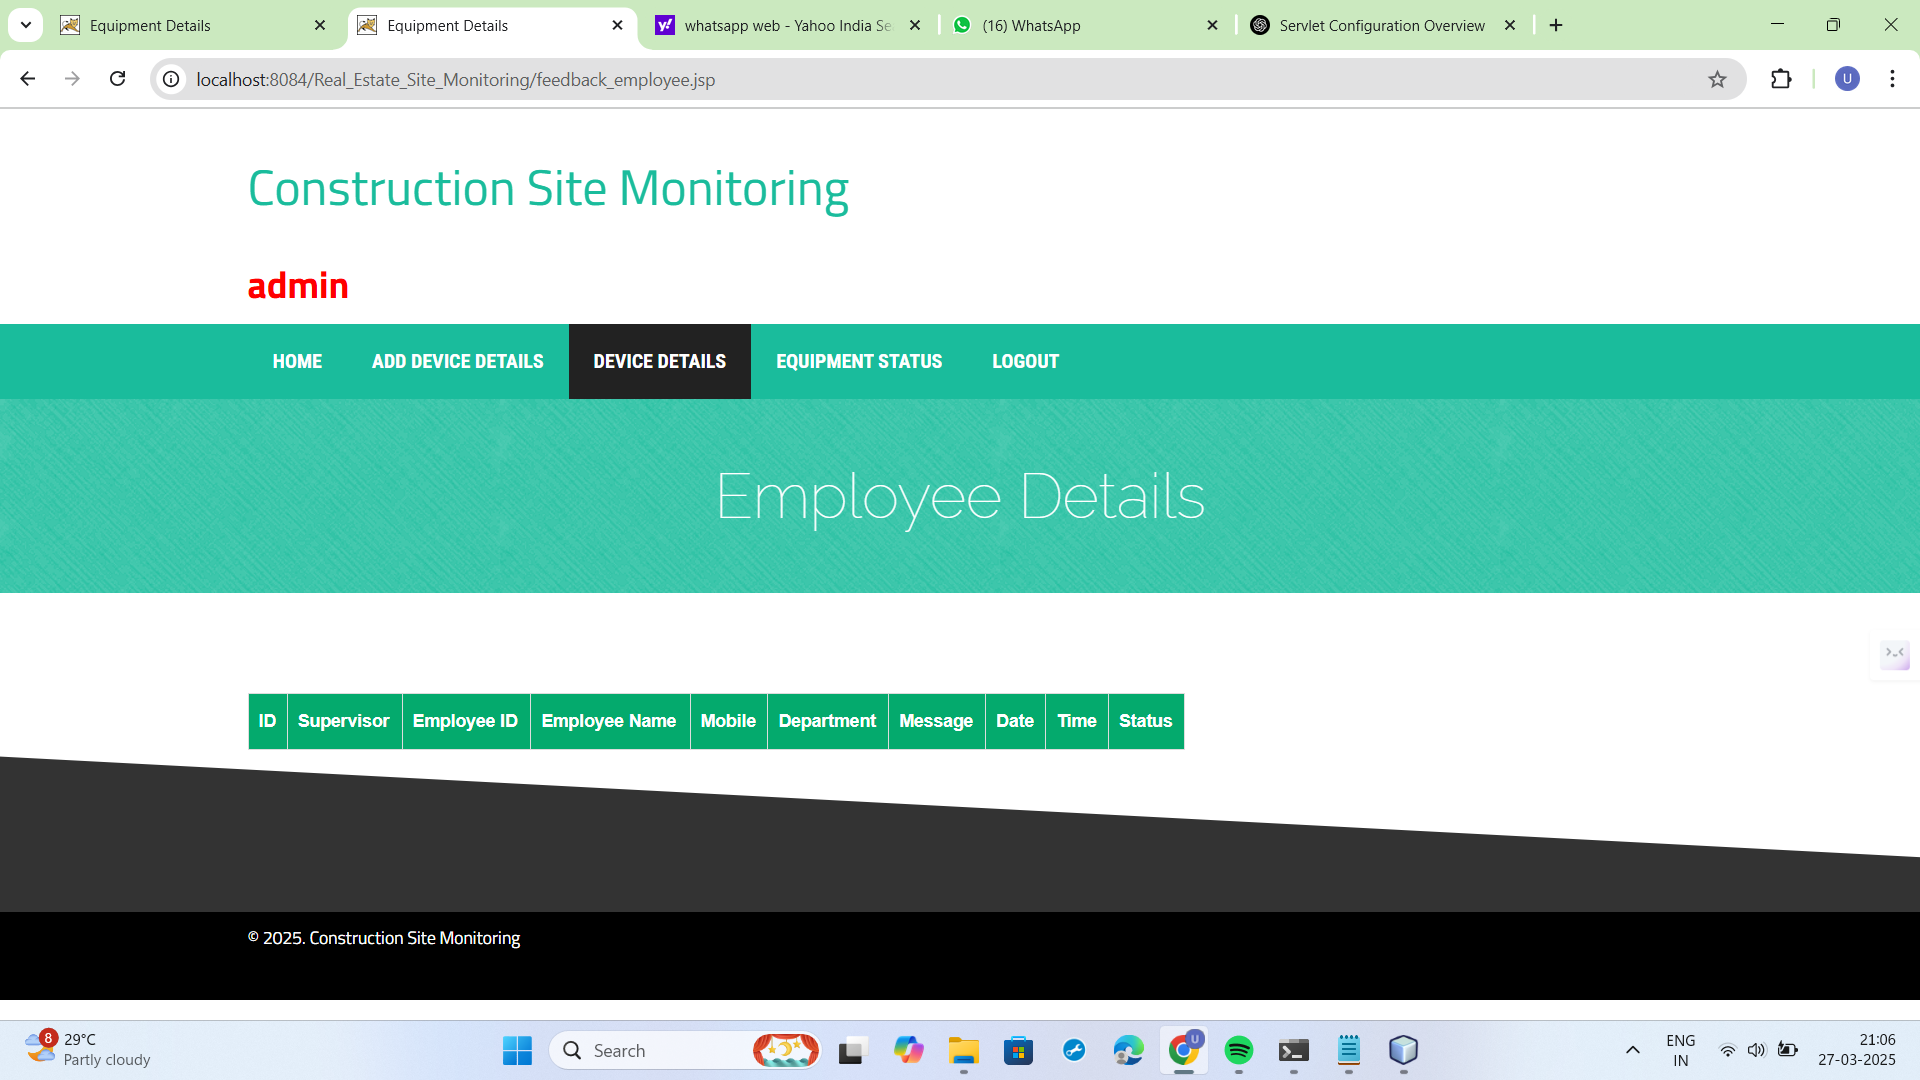 Equipment Details
Equipment Details
whatsapp web - Yahoo India Se
(16) WhatsApp
Servlet Configuration Overview
localhost:8084/Real_Estate_Site_Monitoring/feedback_employee.jsp
U
Construction Site Monitoring
admin
HOME ADD DEVICE DETAILS DEVICE DETAILS EQUIPMENT STATUS LOGOUT
Employee Details
ID Supervisor Employee ID Employee Name Mobile Department Message Date Time Status
© 2025. Construction Site Monitoring
8
29°C
Partly cloudy
Search
U
ENG
IN
21:06
27-03-2025